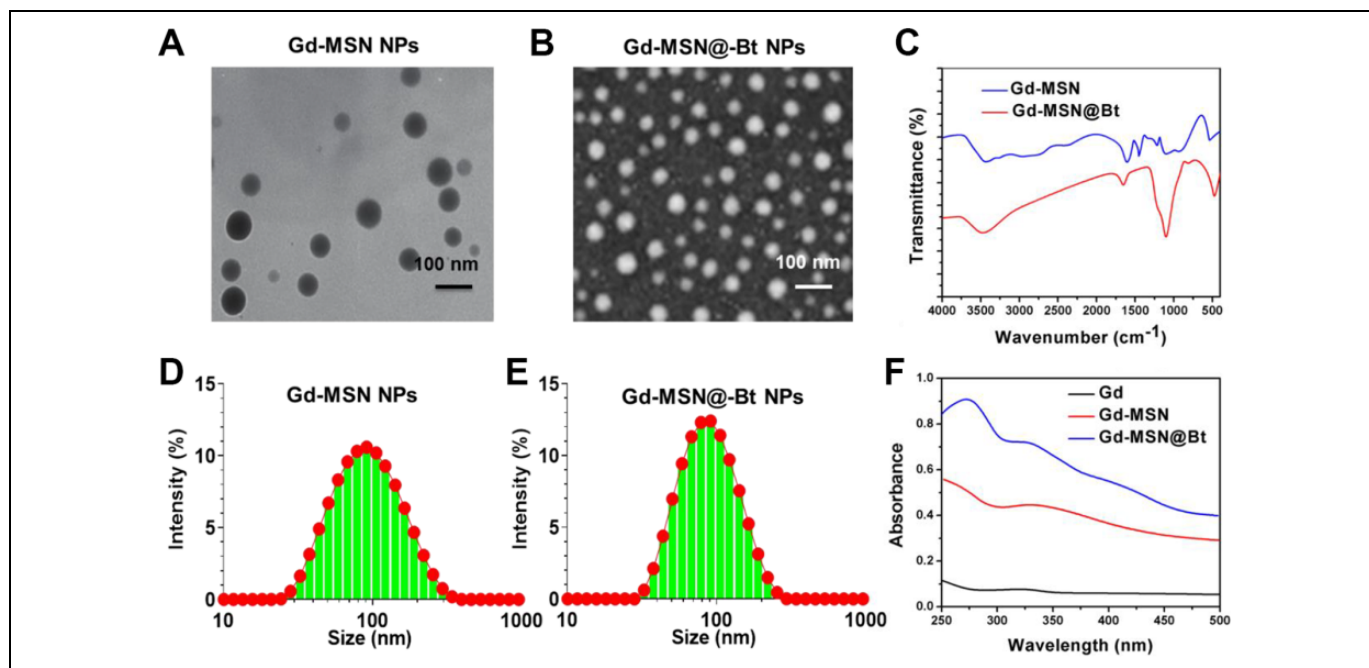 A
Gd-MSN NPs
100 nm
B
Gd-MSN@-Bt NPs
100 nm
C
Gd-MSN
Gd-MSN@Bt
Transmittance (%)
4000 3500 3000 2500 2000 1500 1000 500
Wavenumber (cm-1)
D
Gd-MSN NPs
Intensity (%)
15
10
5
0
10 100 1000
Size (nm)
E
Gd-MSN@-Bt NPs
Intensity (%)
15
10
5
0
10 100 1000
Size (nm)
F
Gd
Gd-MSN
Gd-MSN@Bt
Absorbance
1.0
0.8
0.6
0.4
0.2
0.0
250 300 350 400 450 500
Wavelength (nm)